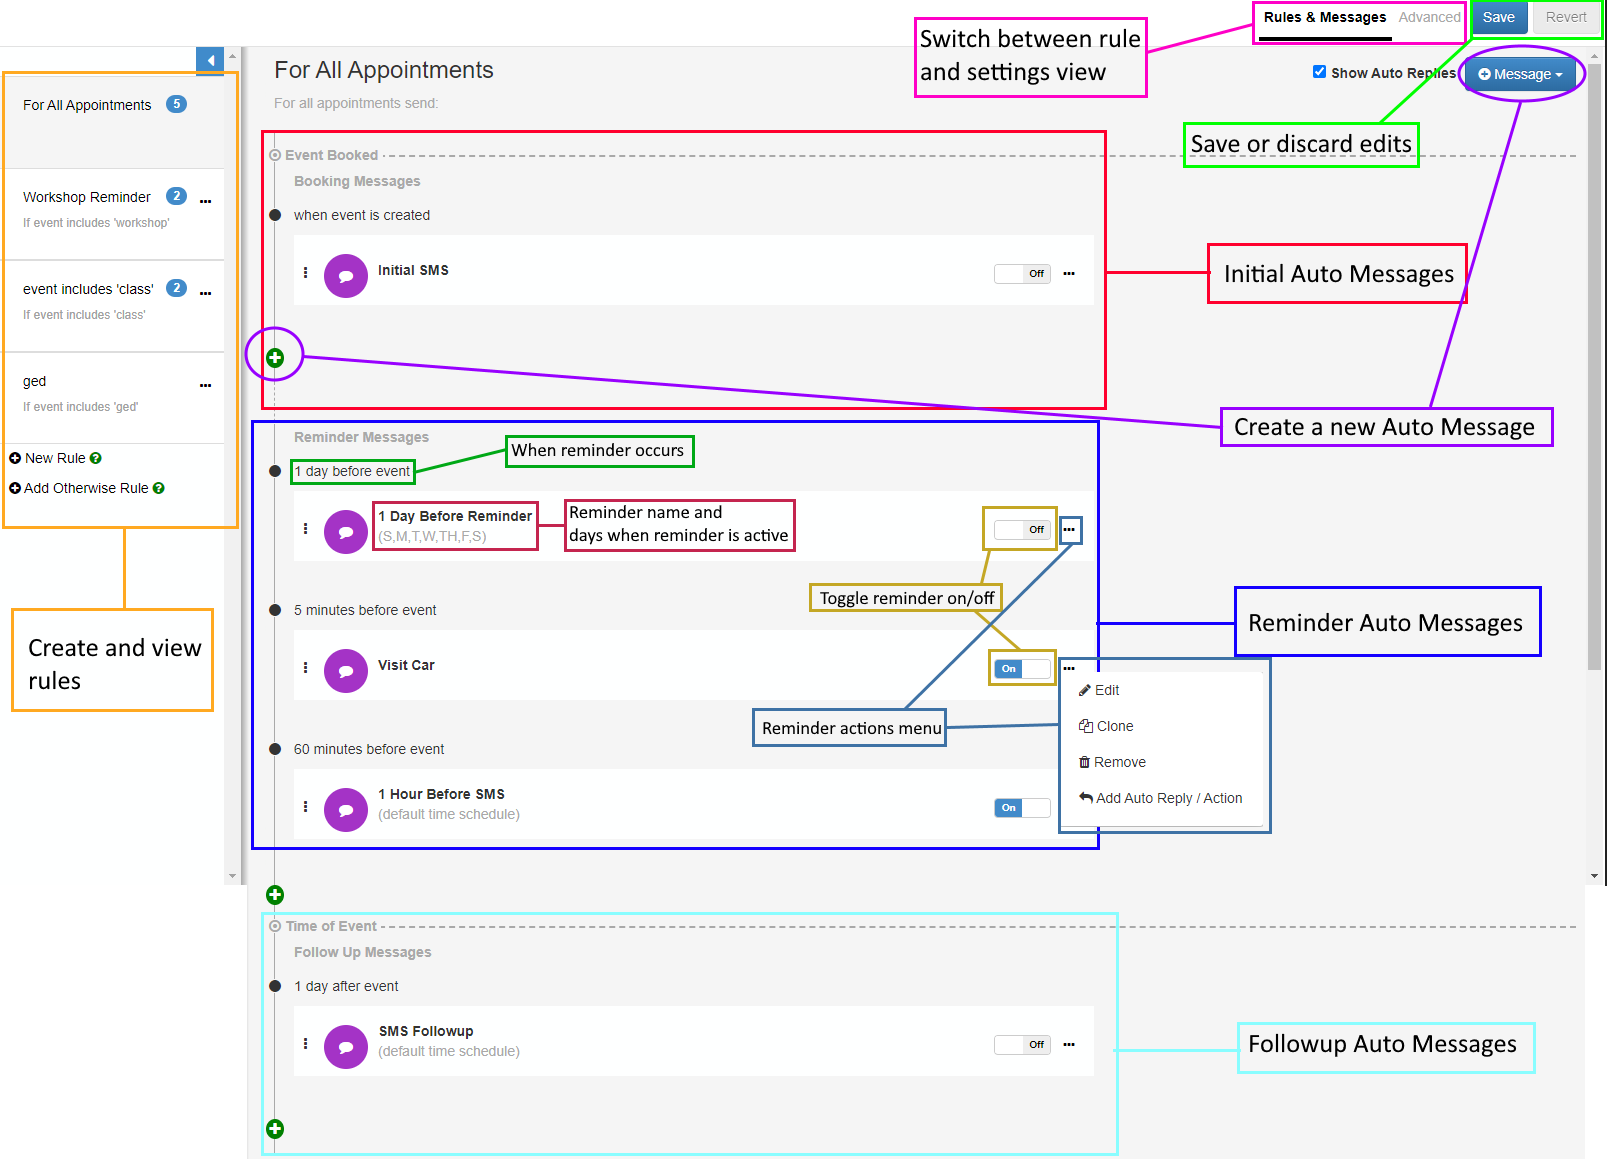 Rules & Messages
Advanced
Save
Revert
Switch between rule
and settings view
For All Appointments
Show Auto Replies
Message
For all appointments send:
Save or discard edits
For All Appointments
5
Workshop Reminder
2
If event includes 'workshop'
event includes 'class'
2
If event includes 'class'
ged
If event includes 'ged'
New Rule
Add Otherwise Rule
Create and view
rules
Event Booked
Booking Messages
when event is created
Initial SMS
Off
Initial Auto Messages
Create a new Auto Message
Reminder Messages
When reminder occurs
1 day before event
1 Day Before Reminder
(S,M,T,W,TH,F,S)
Reminder name and
days when reminder is active
Off
Toggle reminder on/off
5 minutes before event
Reminder Auto Messages
Visit Car
On
Edit
Clone
Remove
Add Auto Reply / Action
Reminder actions menu
60 minutes before event
1 Hour Before SMS
(default time schedule)
On
Time of Event
Follow Up Messages
1 day after event
SMS Followup
(default time schedule)
Off
Followup Auto Messages